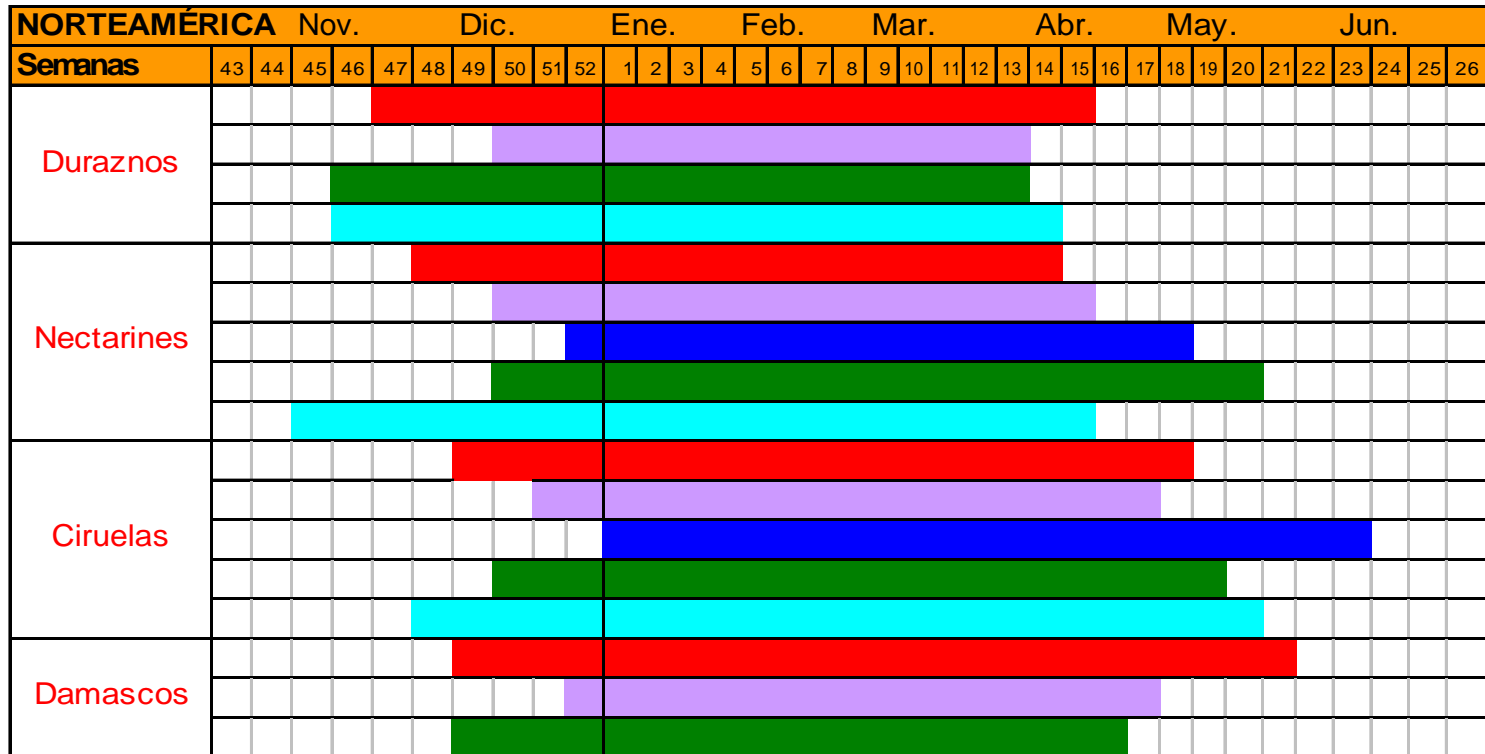 NORTEAMÉRICA Nov. Dic. Ene. Feb. Mar. Abr. May. Jun.
Semanas 43 44 45 46 47 48 49 50 51 52 1 2 3 4 5 6 7 8 9 10 11 12 13 14 15 16 17 18 19 20 21 22 23 24 25 26
Duraznos
Nectarines
Ciruelas
Damascos